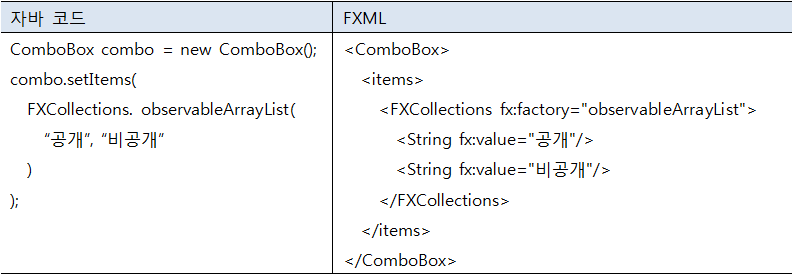 자바 코드
ComboBox combo = new ComboBox();
combo.setItems(
FXCollections. observableArrayList(
“공개”, “비공개”
)
);
FXML
<ComboBox>
<items>
<FXCollections fx:factory="observableArrayList">
<String fx:value="공개"/>
<String fx:value="비공개"/>
</FXCollections>
</items>
</ComboBox>